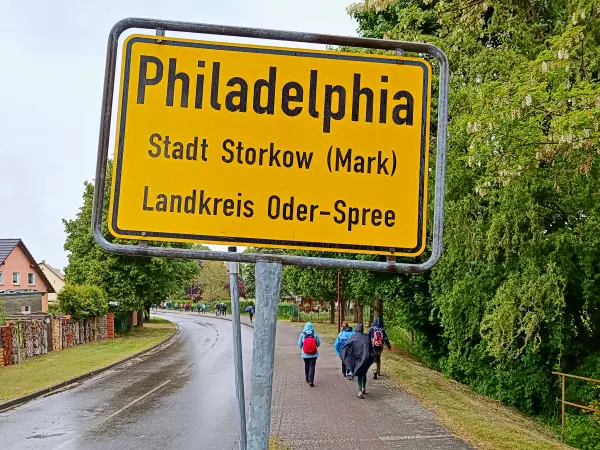 Philadelphia
Stadt Storkow (Mark)
Landkreis Oder-Spree